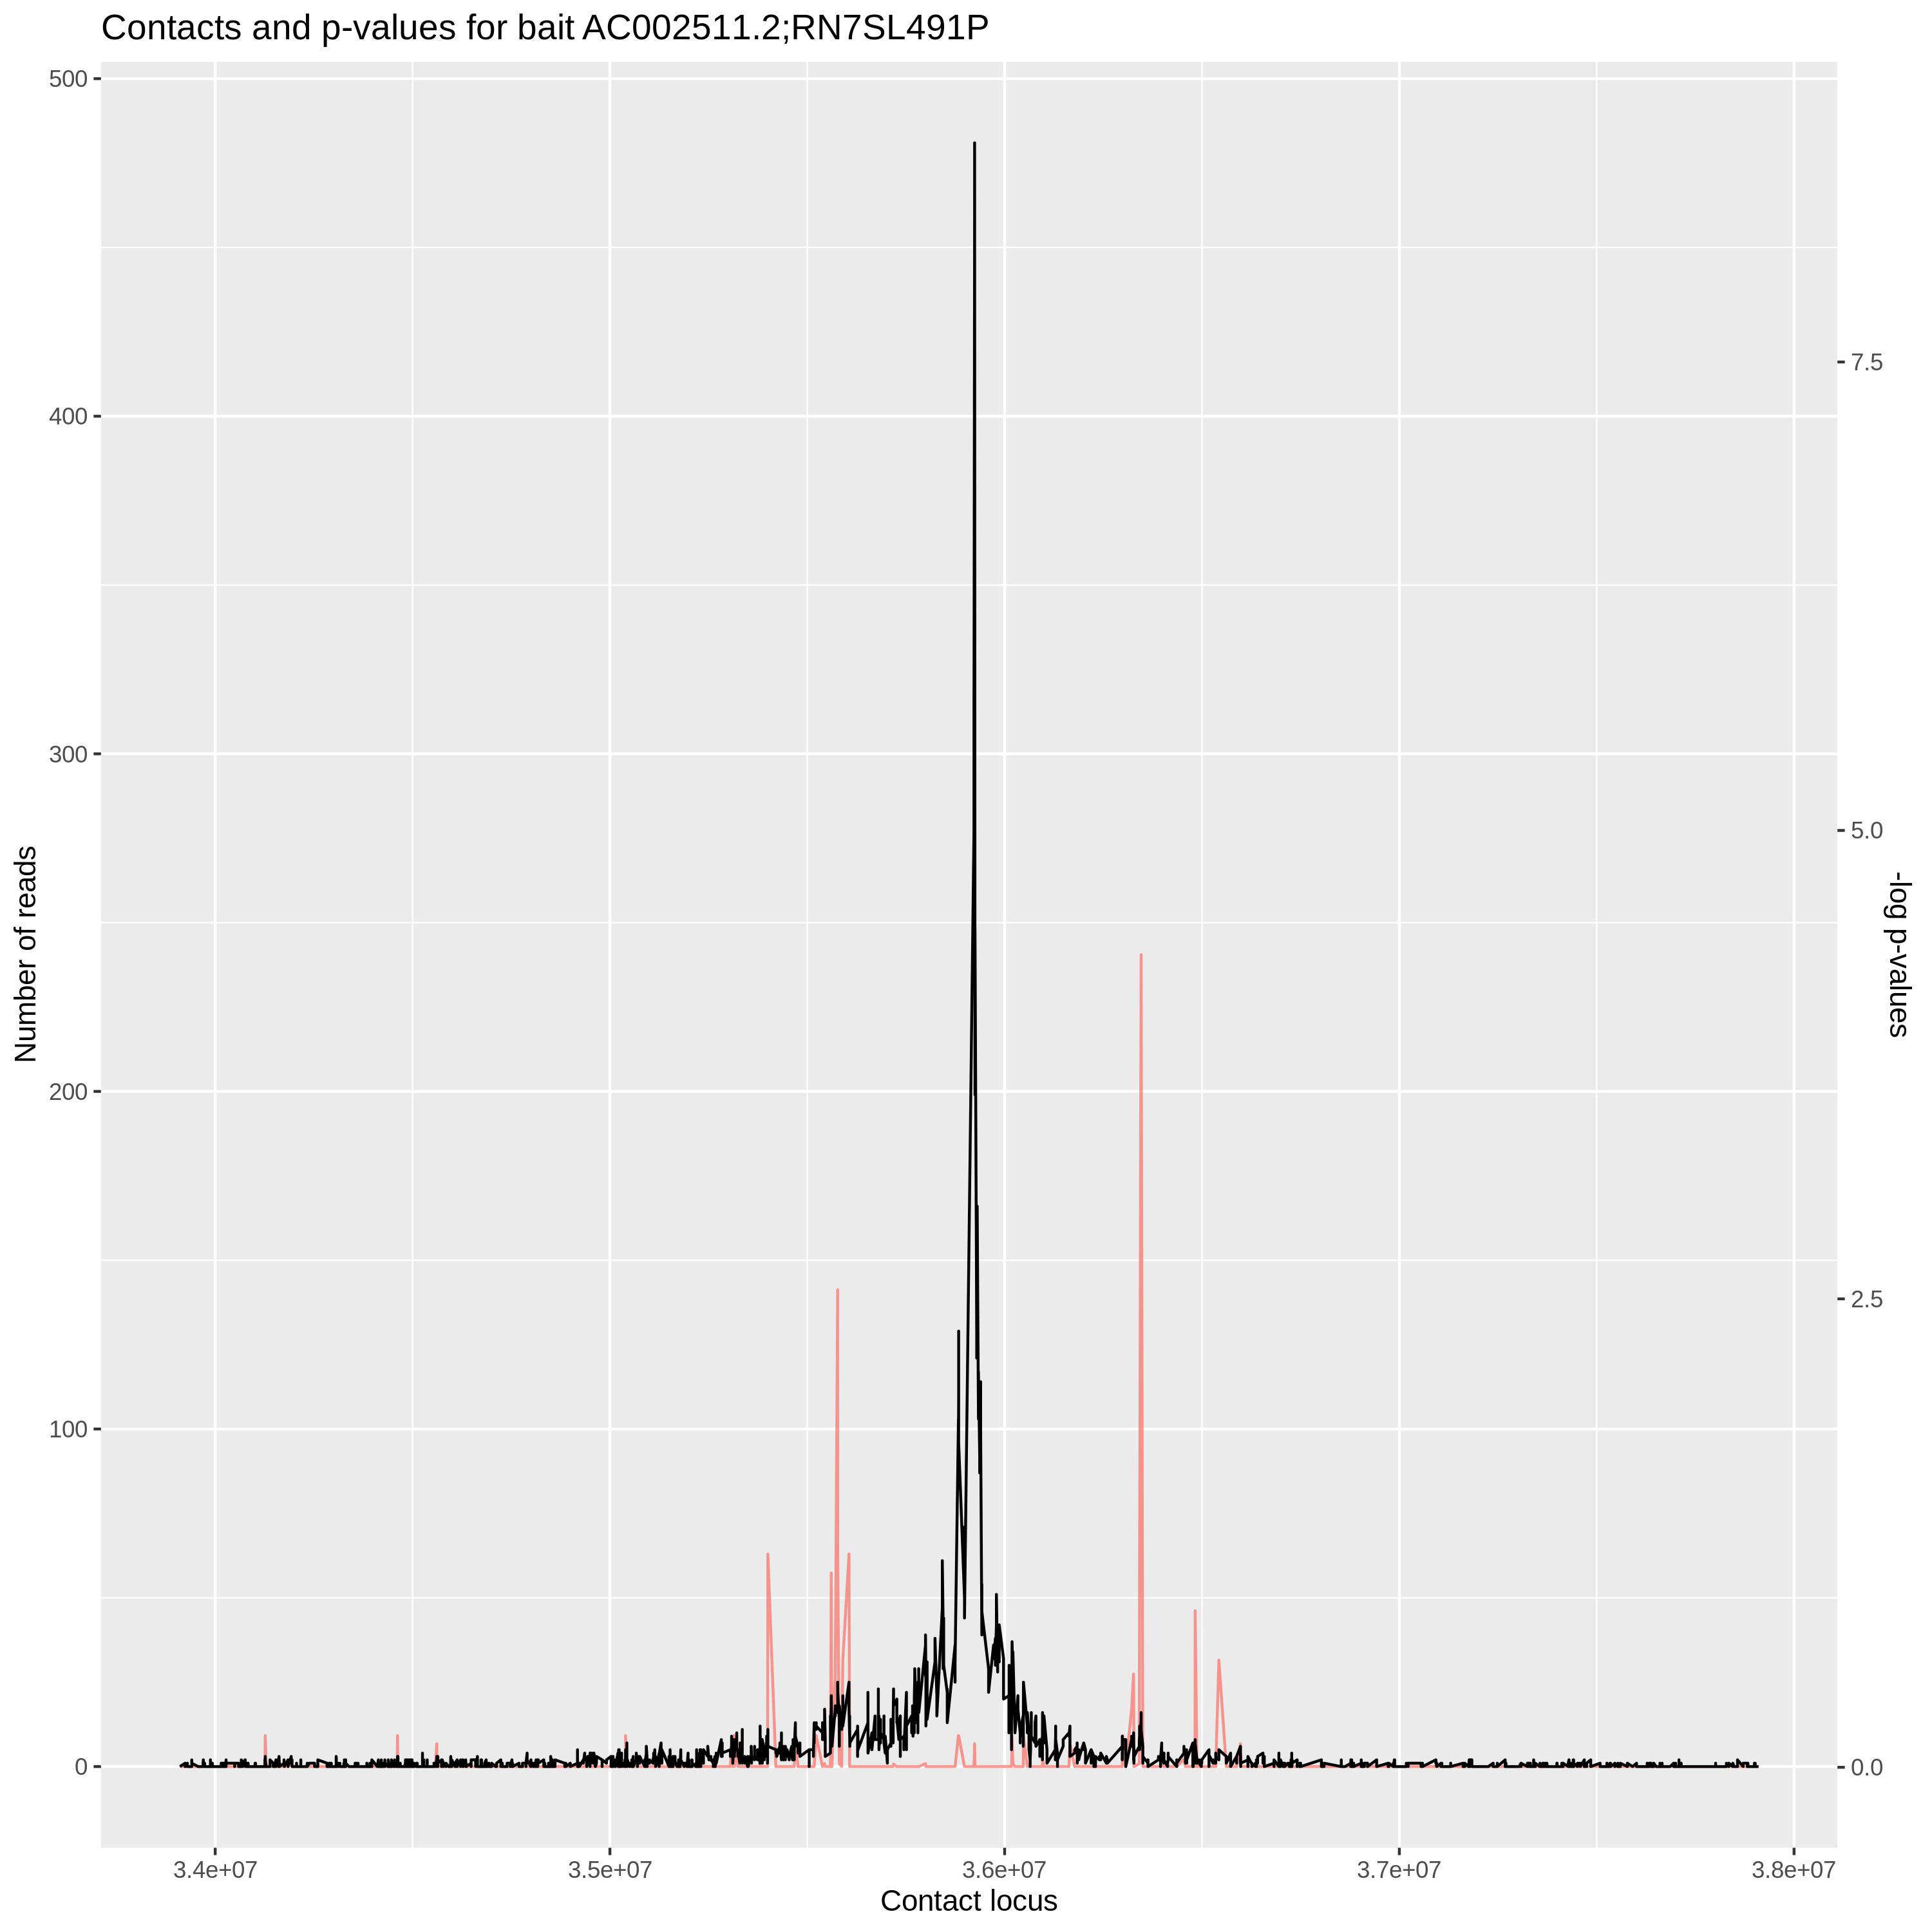 Contacts and p-values for bait AC002511.2;RN7SL491P
500
400
300
200
100
0
Number of reads
7.5
5.0
2.5
0.0
-log p-values
3.4e+07
3.5e+07
3.6e+07
3.7e+07
3.8e+07
Contact locus